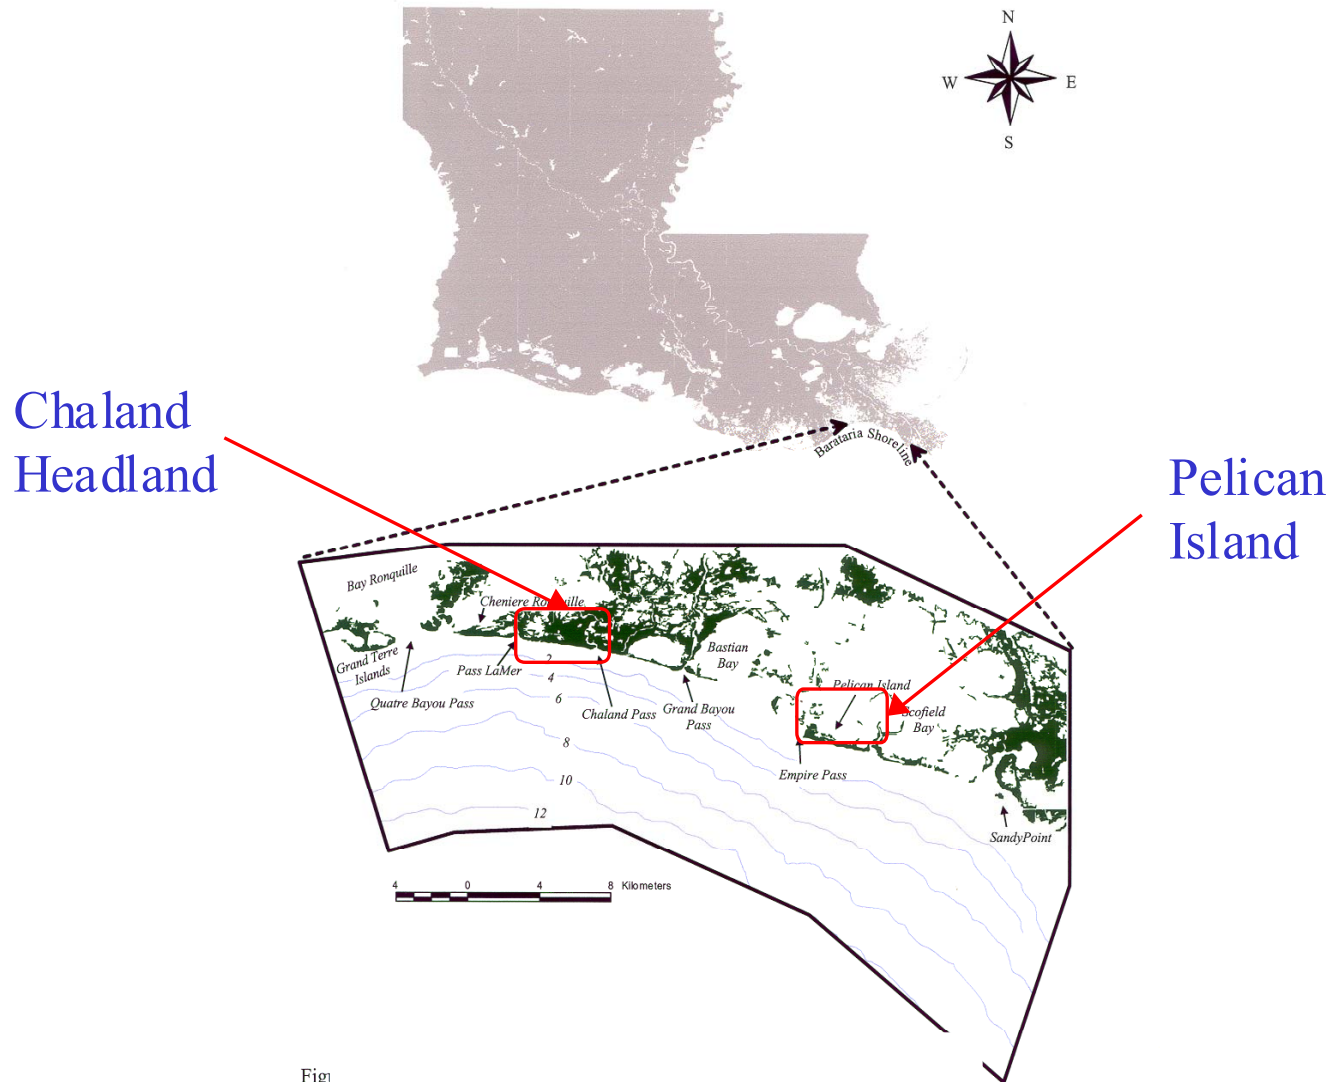 N
W
E
S
Chaland
Headland
Barataria Shoreline
Pelican
Island
Bay Ronquille
Cheniere Ronquille
Grand Terre
Islands
Quatre Bayou Pass
Pass LaMer
2
4
6
8
10
12
Chaland Pass
Grand Bayou
Pass
Bastian
Bay
Pelican Island
Scofield
Bay
Empire Pass
SandyPoint
4 0 4 8 Kilometers